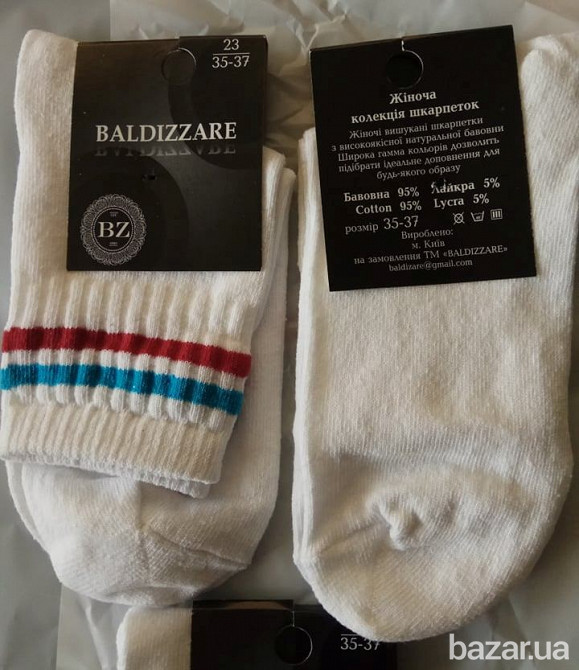 23
35-37
BALDIZZARE
BZ
Жіноча
колекція шкарпеток
Жіночі вишукані шкарпетки
з високоякісної натуральної бавовни
Широка гамма кольорів дозволить
підібрати ідеальне доповнення для
будь-якого образу
Бавовна 95% Лайкра 5%
Cotton 95% Lycra 5%
розмір 35-37
Вироблено:
м. Київ
на замовлення ТМ «BALDIZZARE»
baldizare@gmail.com
35-37
bazar.ua